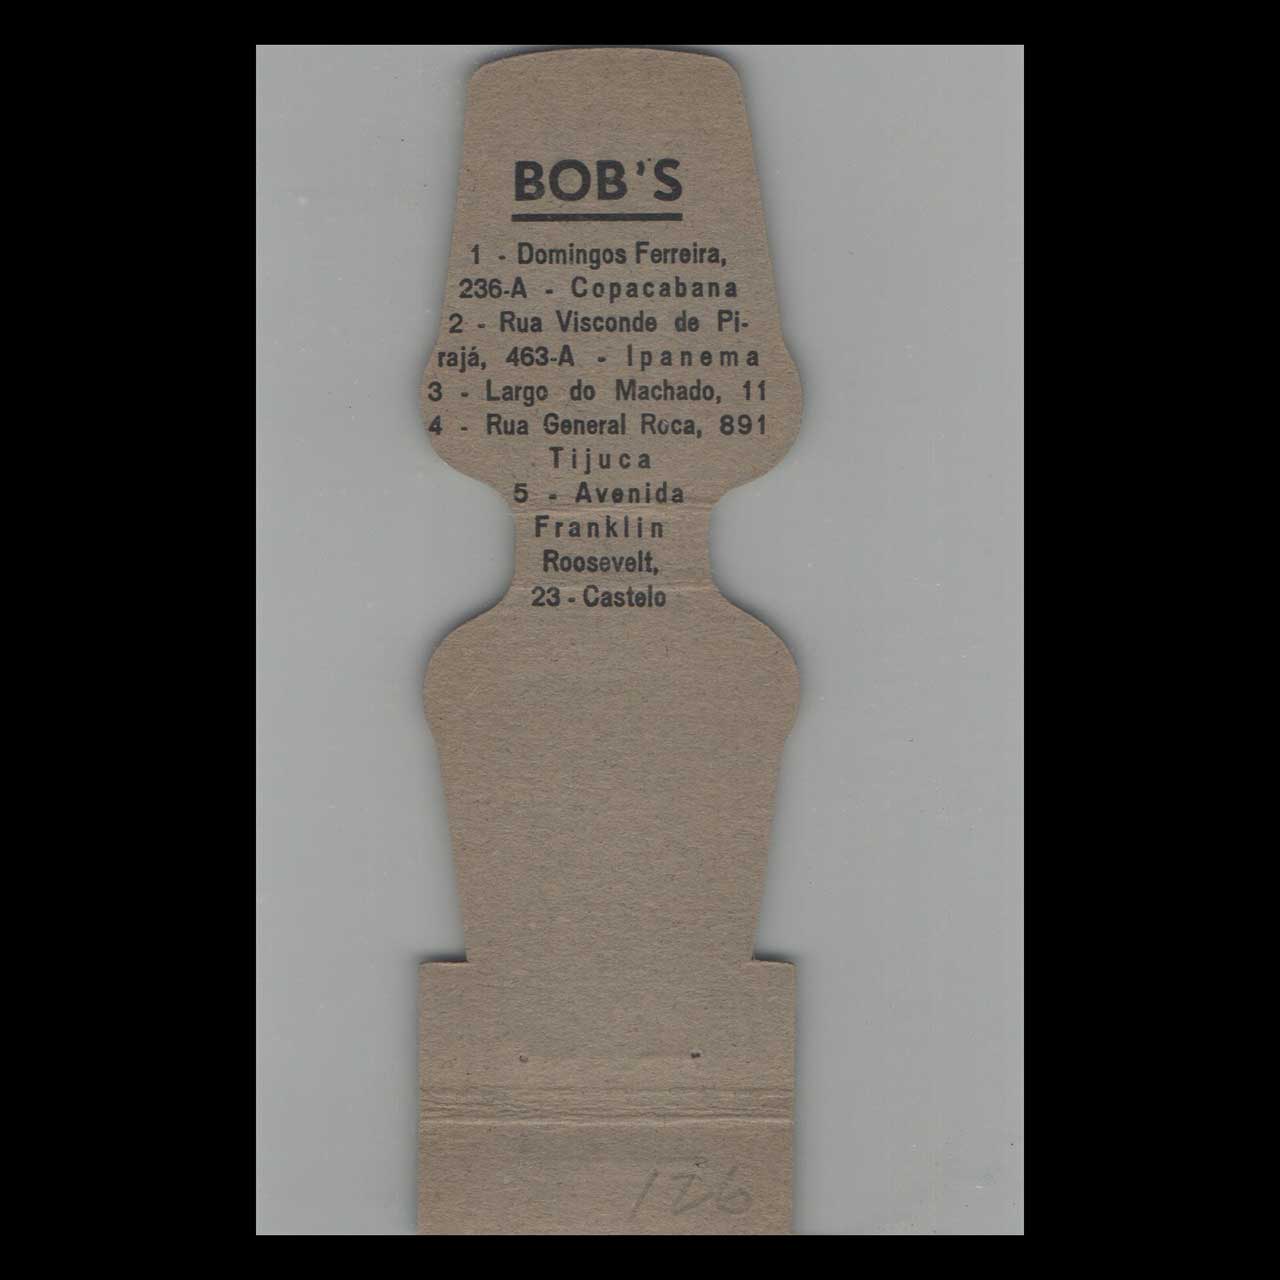 BOB'S
1 - Domingos Ferreira,
236-A - Copacabana
2 - Rua Visconde de Pi-
rajá, 463-A - Ipanema
3 - Largo do Machado, 11
4 - Rua General Roca, 891
Tijuca
5 - Avenida
Franklin
Roosevelt,
23 - Castelo
126